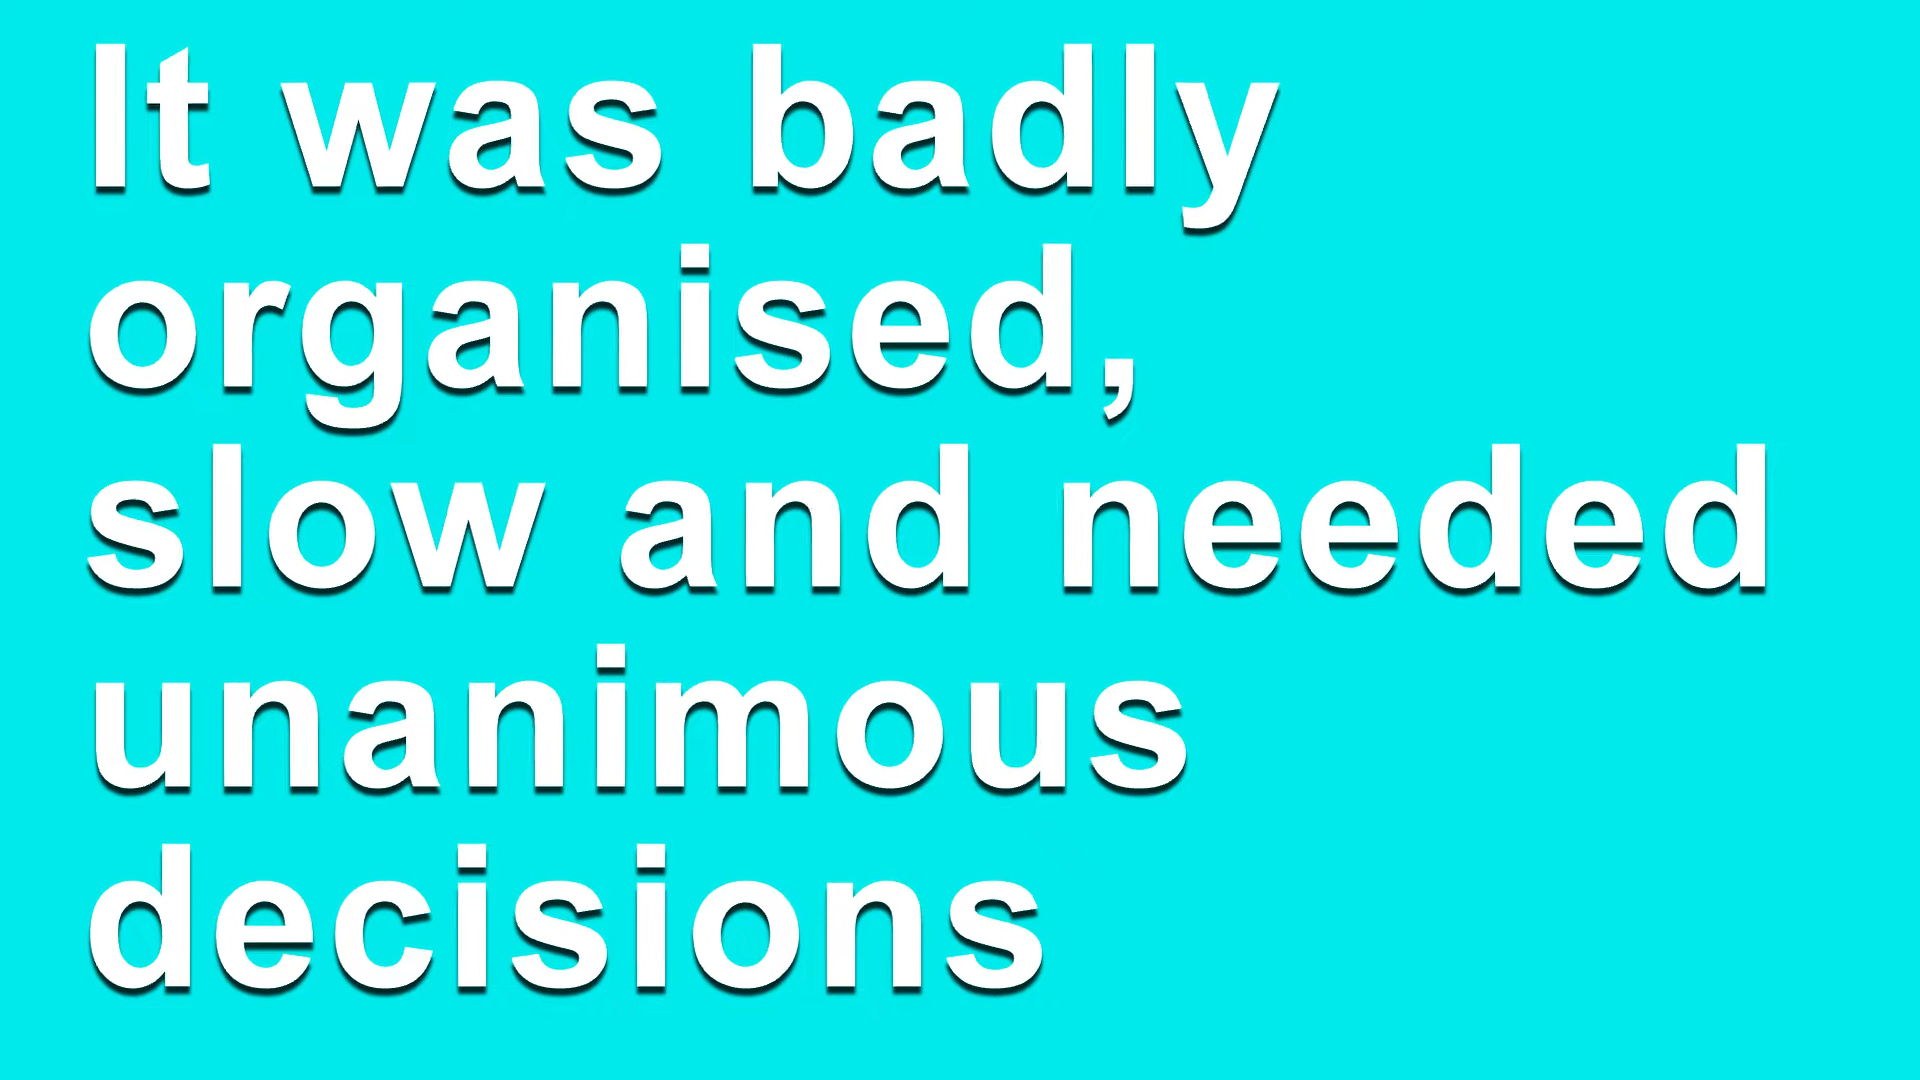 It was badly
organised,
slow and needed
unanimous
decisions